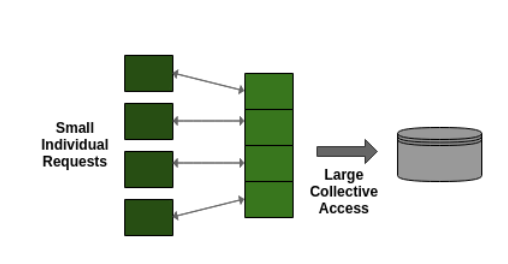 Small
Individual
Requests
Large
Collective
Access